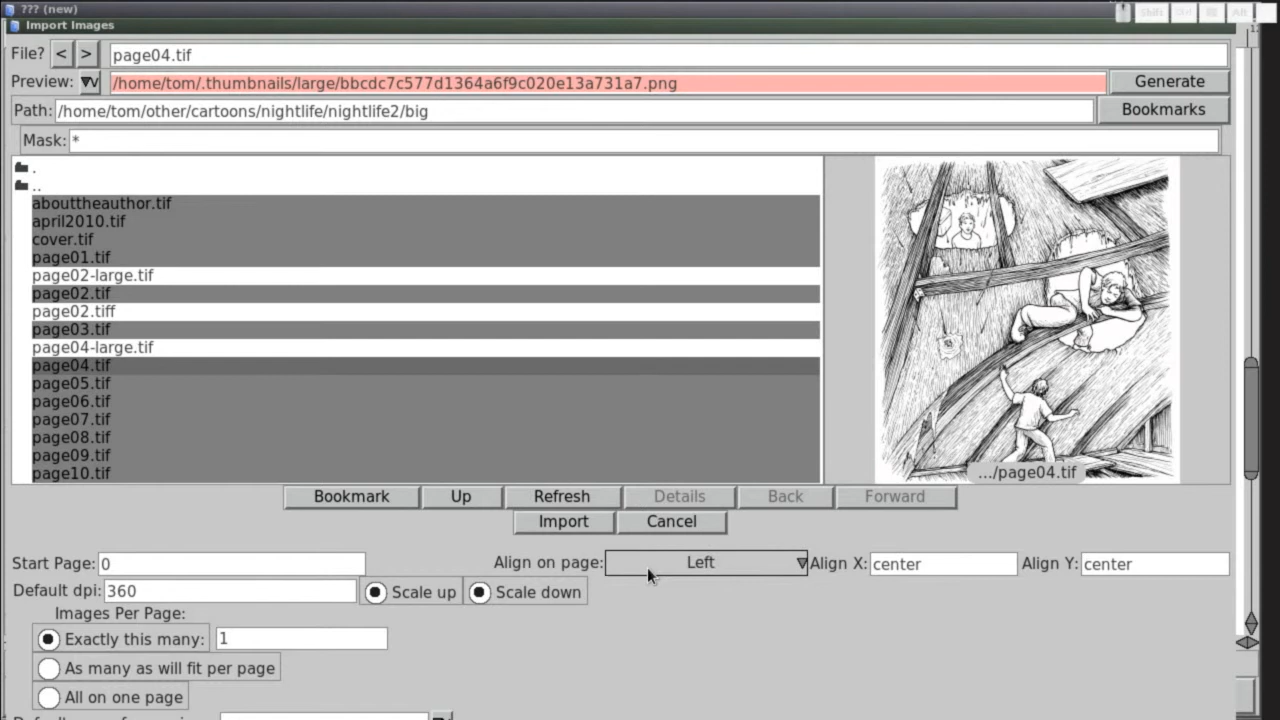 ??? (new)
Shift Ctrl Alt
Import Images
File? < > page04.tif
Preview: /home/tom/.thumbnails/large/bbcdc7c577d1364a6f9c020e13a731a7.png Generate
Path: /home/tom/other/cartoons/nightlife/nightlife2/big Bookmarks
Mask: *
.
..
abouttheauthor.tif
april2010.tif
cover.tif
page01.tif
page02-large.tif
page02.tif
page02.tiff
page03.tif
page04-large.tif
page04.tif
page05.tif
page06.tif
page07.tif
page08.tif
page09.tif
page10.tif
.../page04.tif
Bookmark Up Refresh Details Back Forward
Import Cancel
Start Page: 0 Align on page: Left Align X: center Align Y: center
Default dpi: 360 Scale up Scale down
Images Per Page:
Exactly this many: 1
As many as will fit per page
All on one page